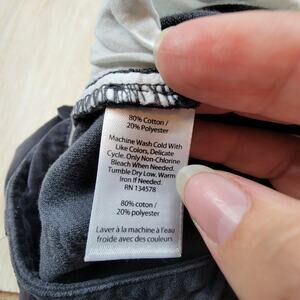 80% Cotton /
20% Polyester
Machine Wash Cold With
Like Colors, Delicate
Cycle. Only Non-Chlorine
Bleach When Needed.
Tumble Dry Low, Warm
Iron If Needed.
RN 134578
80% coton /
20% polyester
Laver à la machine à l'eau
froide avec des couleurs